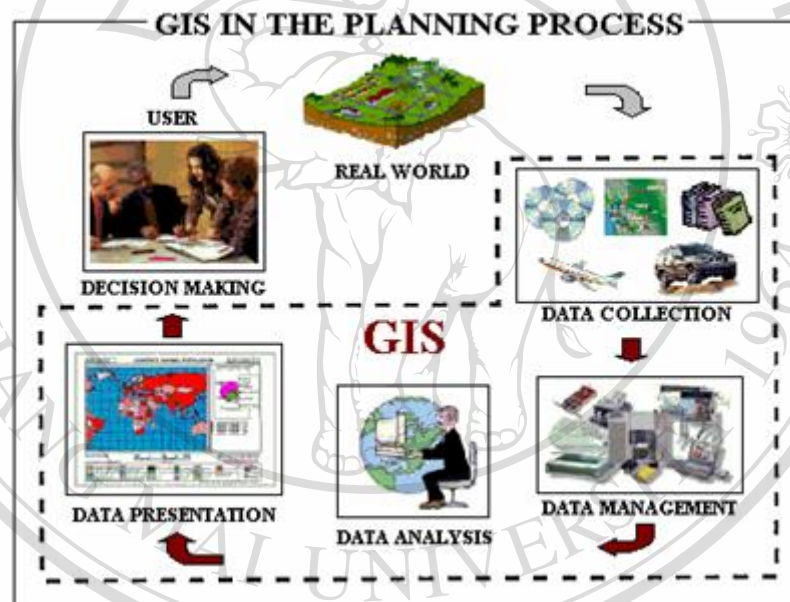 GIS IN THE PLANNING PROCESS
USER
REAL WORLD
DECISION MAKING
DATA COLLECTION
GIS
DATA PRESENTATION
DATA ANALYSIS
DATA MANAGEMENT